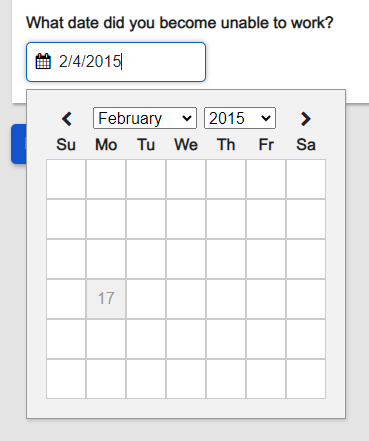 What date did you become unable to work?
2/4/2015
February 2015
Su Mo Tu We Th Fr Sa
17